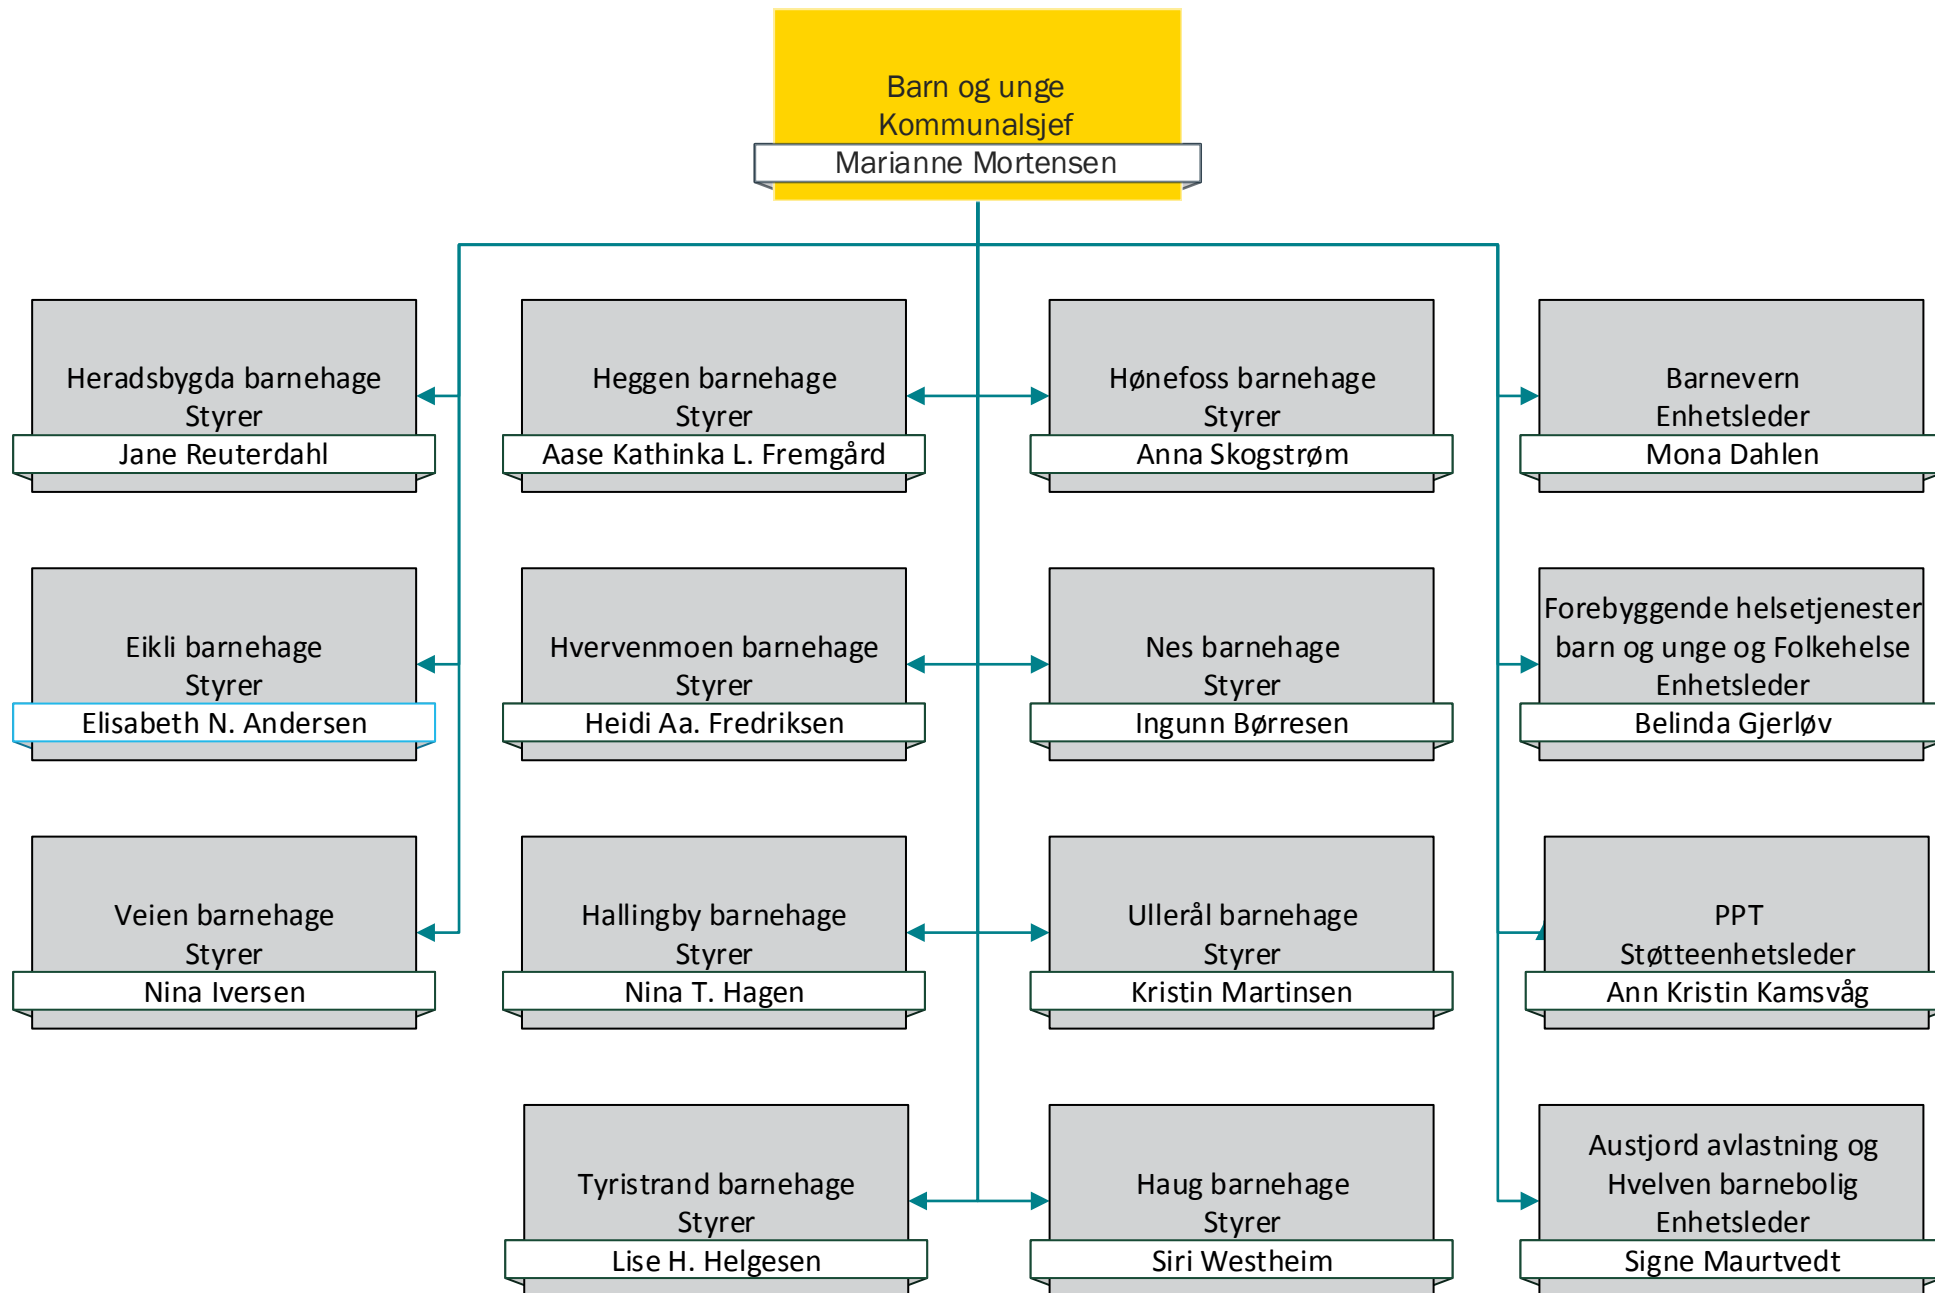 Barn og unge
Kommunalsjef
Marianne Mortensen
Heradsbygda barnehage
Styrer
Jane Reuterdahl
Heggen barnehage
Styrer
Aase Kathinka L. Fremgård
Hønefoss barnehage
Styrer
Anna Skogstrøm
Barnevern
Enhetsleder
Mona Dahlen
Eikli barnehage
Styrer
Elisabeth N. Andersen
Hvervenmoen barnehage
Styrer
Heidi Aa. Fredriksen
Nes barnehage
Styrer
Ingunn Børresen
Forebyggende helsetjenester
barn og unge og Folkehelse
Enhetsleder
Belinda Gjerløv
Veien barnehage
Styrer
Nina Iversen
Hallingby barnehage
Styrer
Nina T. Hagen
Ullerål barnehage
Styrer
Kristin Martinsen
PPT
Støtteenhetsleder
Ann Kristin Kamsvåg
Tyristrand barnehage
Styrer
Lise H. Helgesen
Haug barnehage
Styrer
Siri Westheim
Austjord avlastning og
Hvelven barnebolig
Enhetsleder
Signe Maurtvedt